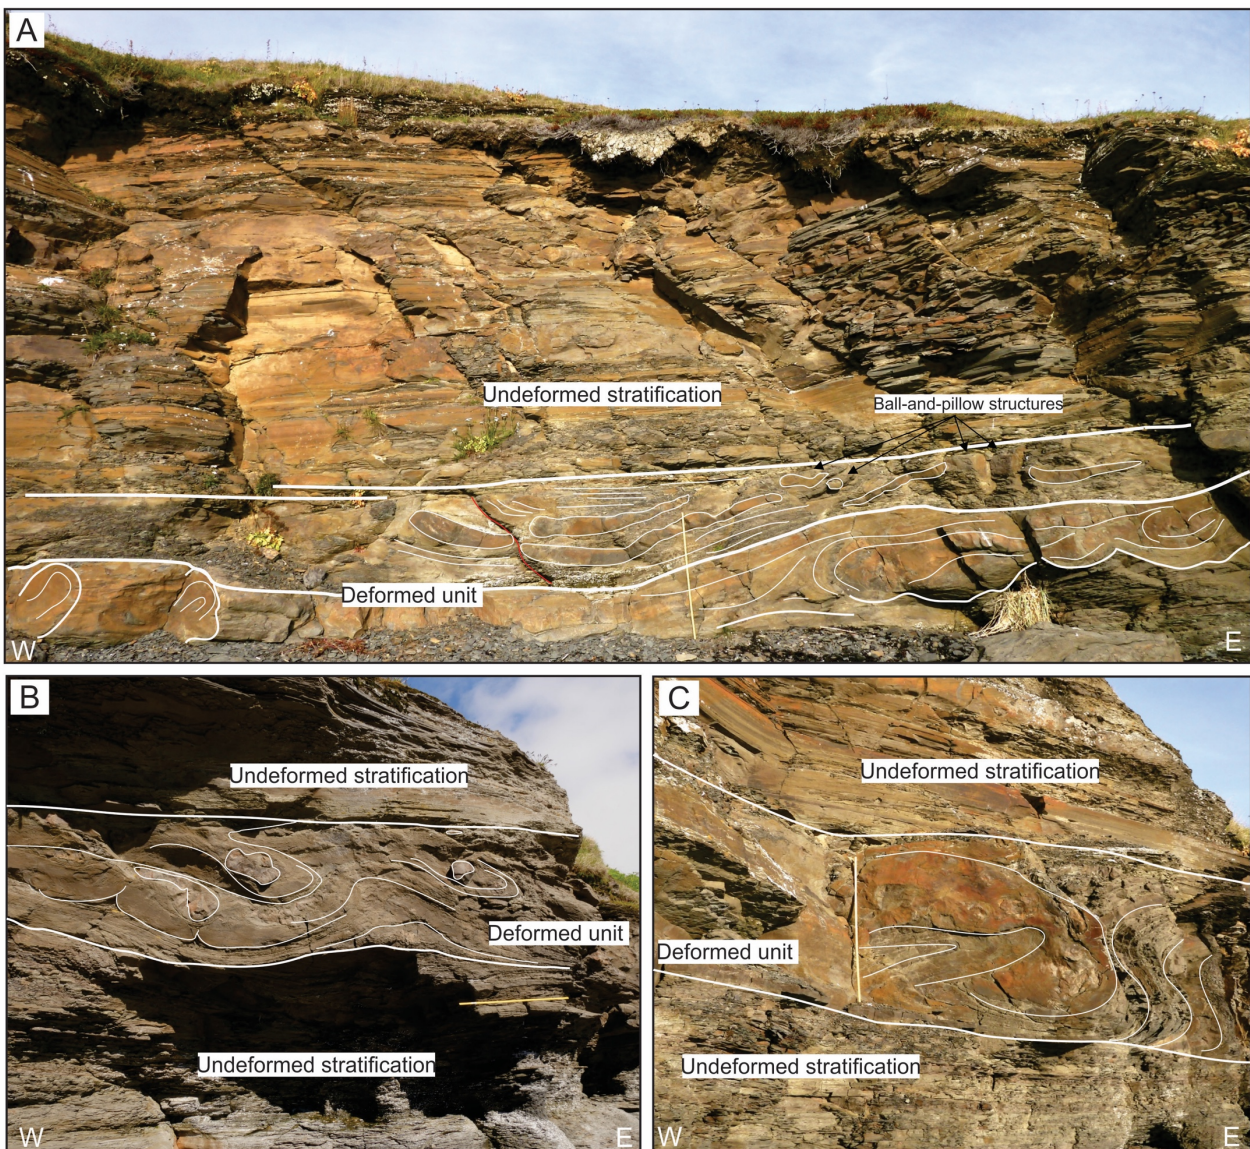 A
Undeformed stratification
Ball-and-pillow structures
Deformed unit
W
E
B
Undeformed stratification
Deformed unit
Undeformed stratification
W
E
C
Undeformed stratification
Deformed unit
Undeformed stratification
W
E